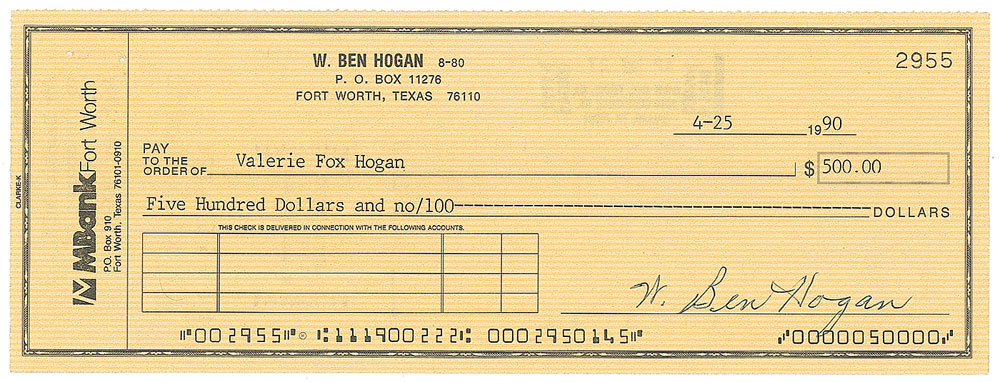 W. BEN HOGAN 8-80
P. O. BOX 11276
FORT WORTH, TEXAS 76110
2955
4-25 1990
PAY
TO THE
ORDER OF Valerie Fox Hogan $ 500.00
Five Hundred Dollars and no/100 DOLLARS
THIS CHECK IS DELIVERED IN CONNECTION WITH THE FOLLOWING ACCOUNTS.
MBank Fort Worth
P.O. Box 910
Fort Worth, Texas 76101-0910
CLARKE-K
W. Ben Hogan
⑈002955⑈ ⑆111900222⑆ 0002950145⑈ ⑇0000050000⑇